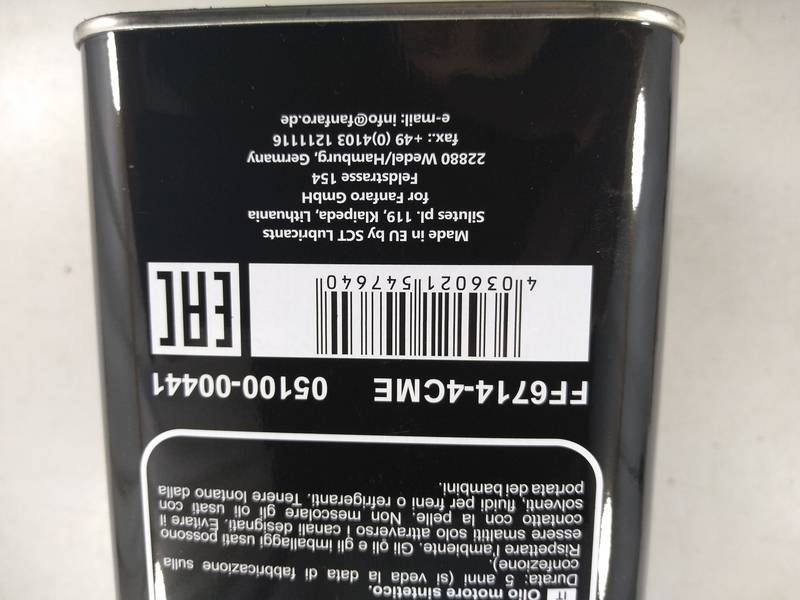 IT Olio motore sintetico.
Durata: 5 anni (si veda la data di fabbricazione sulla
confezione).
Rispettare l'ambiente. Gli oli e gli imballaggi usati possono
essere smaltiti solo attraverso i canali designati. Evitare il
contatto con la pelle. Non mescolare gli oli usati con
solventi, fluidi per freni o refrigeranti. Tenere lontano dalla
portata dei bambini.
FF6714-4CME 05100-00441
4 036021 547640
EAC
Made in EU by SCT Lubricants
Silutes pl. 119, Klaipeda, Lithuania
for Fanfaro GmbH
Feldstrasse 154
22880 Wedel/Hamburg, Germany
fax.: +49 (0)4103 1211116
e-mail: info@fanfaro.de